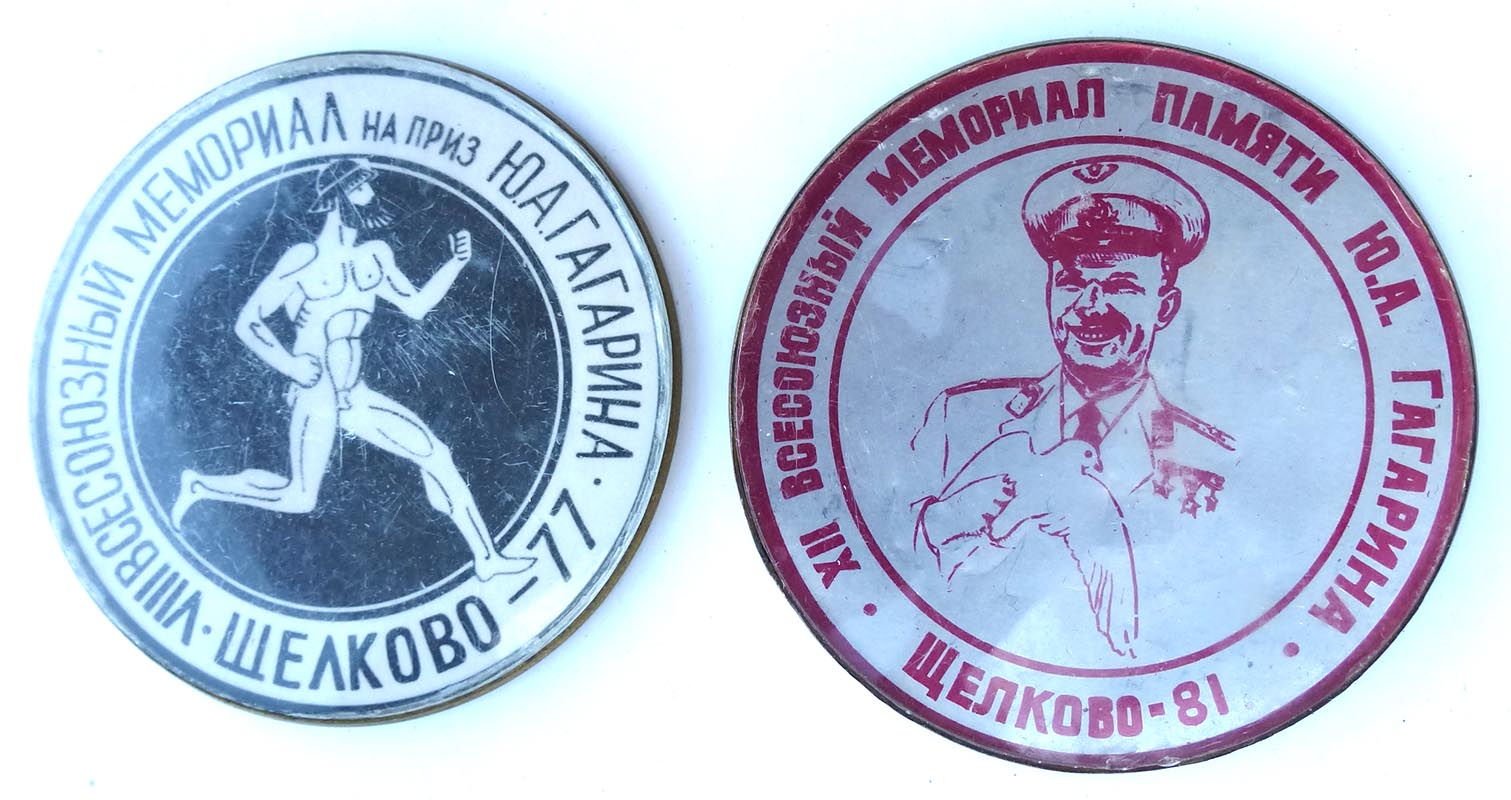 VIII ВСЕСОЮЗНЫЙ МЕМОРИАЛ НА ПРИЗ Ю.А.ГАГАРИНА·
·ЩЕЛКОВО-77
XII ВСЕСОЮЗНЫЙ МЕМОРИАЛ ПАМЯТИ Ю.А. ГАГАРИНА·
·ЩЕЛКОВО-81